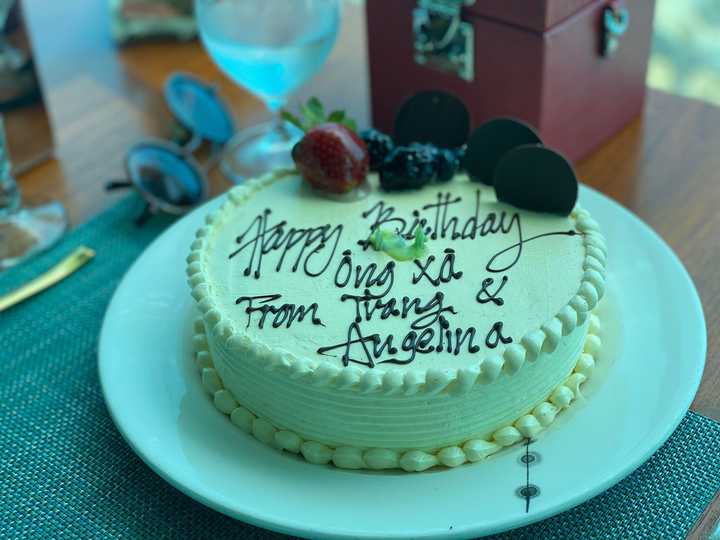 Happy Birthday
Ông xã
From Trang &
Angelina